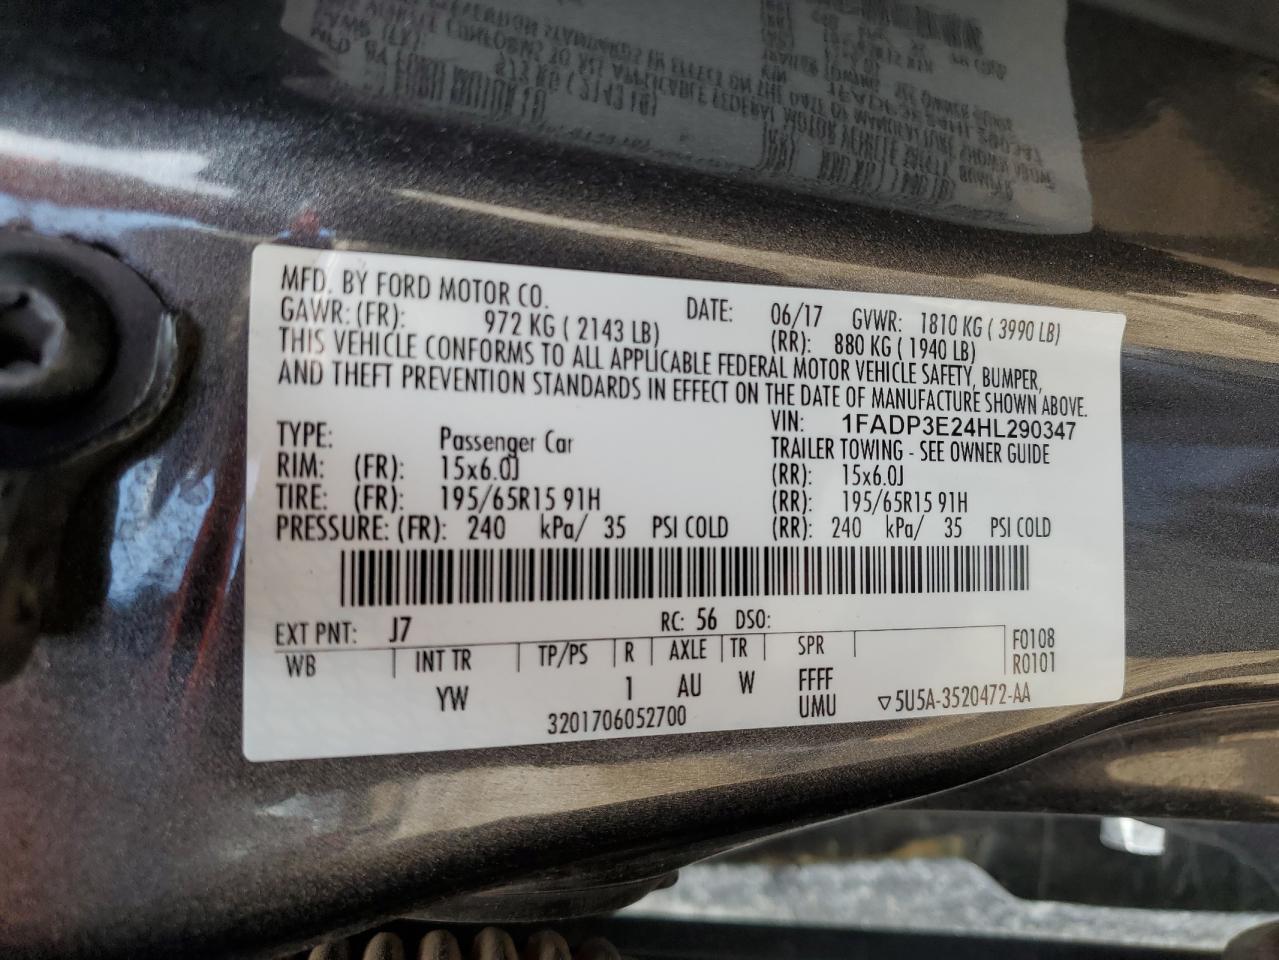 MFD. BY FORD MOTOR CO.
DATE: 06/17 GVWR: 1810 KG ( 3990 LB)
GAWR: (FR): 972 KG ( 2143 LB) (RR): 880 KG ( 1940 LB)
THIS VEHICLE CONFORMS TO ALL APPLICABLE FEDERAL MOTOR VEHICLE SAFETY, BUMPER,
AND THEFT PREVENTION STANDARDS IN EFFECT ON THE DATE OF MANUFACTURE SHOWN ABOVE.
VIN: 1FADP3E24HL290347
TYPE: Passenger Car TRAILER TOWING - SEE OWNER GUIDE
RIM: (FR): 15x6.0J (RR): 15x6.0J
TIRE: (FR): 195/65R15 91H (RR): 195/65R15 91H
PRESSURE: (FR): 240 kPa/ 35 PSI COLD (RR): 240 kPa/ 35 PSI COLD
EXT PNT: J7 RC: 56 DSO:
WB INT TR TP/PS R AXLE TR SPR F0108
R0101
YW 1 AU W FFFF
UMU
3201706052700 ▽5U5A-3520472-AA